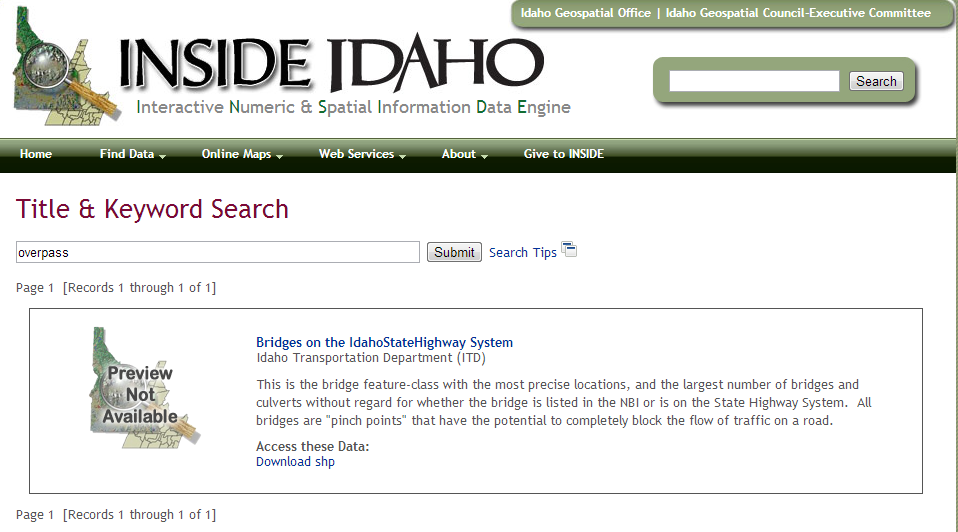 Idaho Geospatial Office | Idaho Geospatial Council-Executive Committee
INSIDE IDAHO
Interactive Numeric & Spatial Information Data Engine
Search
Home Find Data Online Maps Web Services About Give to INSIDE
Title & Keyword Search
overpass Submit Search Tips
Page 1 [Records 1 through 1 of 1]
Preview
Not
Available
Bridges on the IdahoStateHighway System
Idaho Transportation Department (ITD)
This is the bridge feature-class with the most precise locations, and the largest number of bridges and
culverts without regard for whether the bridge is listed in the NBI or is on the State Highway System. All
bridges are "pinch points" that have the potential to completely block the flow of traffic on a road.
Access these Data:
Download shp
Page 1 [Records 1 through 1 of 1]